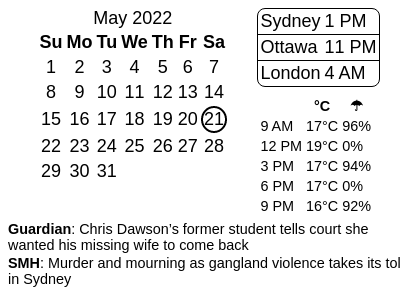 May 2022
Su Mo Tu We Th Fr Sa
1 2 3 4 5 6 7
8 9 10 11 12 13 14
15 16 17 18 19 20 21
22 23 24 25 26 27 28
29 30 31
Sydney 1 PM
Ottawa 11 PM
London 4 AM
°C ☂
9 AM 17°C 96%
12 PM 19°C 0%
3 PM 17°C 94%
6 PM 17°C 0%
9 PM 16°C 92%
Guardian: Chris Dawson's former student tells court she
wanted his missing wife to come back
SMH: Murder and mourning as gangland violence takes its tol
in Sydney